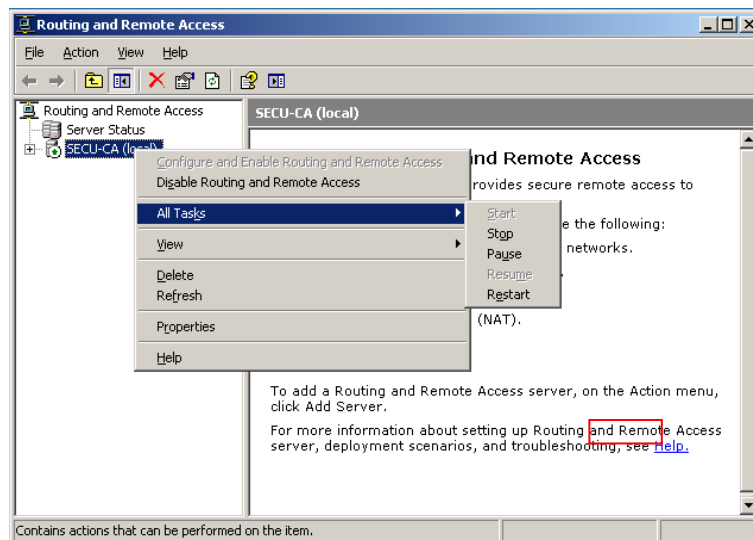 Routing and Remote Access
File Action View Help
Routing and Remote Access
Server Status
SECU-CA (local)
SECU-CA (local)
Configure and Enable Routing and Remote Access
Disable Routing and Remote Access
All Tasks
View
Delete
Refresh
Properties
Help
Start
Stop
Pause
Resume
Restart
and Remote Access
rovides secure remote access to
e the following:
networks.
(NAT).
To add a Routing and Remote Access server, on the Action menu,
click Add Server.
For more information about setting up Routing and Remote Access
server, deployment scenarios, and troubleshooting, see Help.
Contains actions that can be performed on the item.